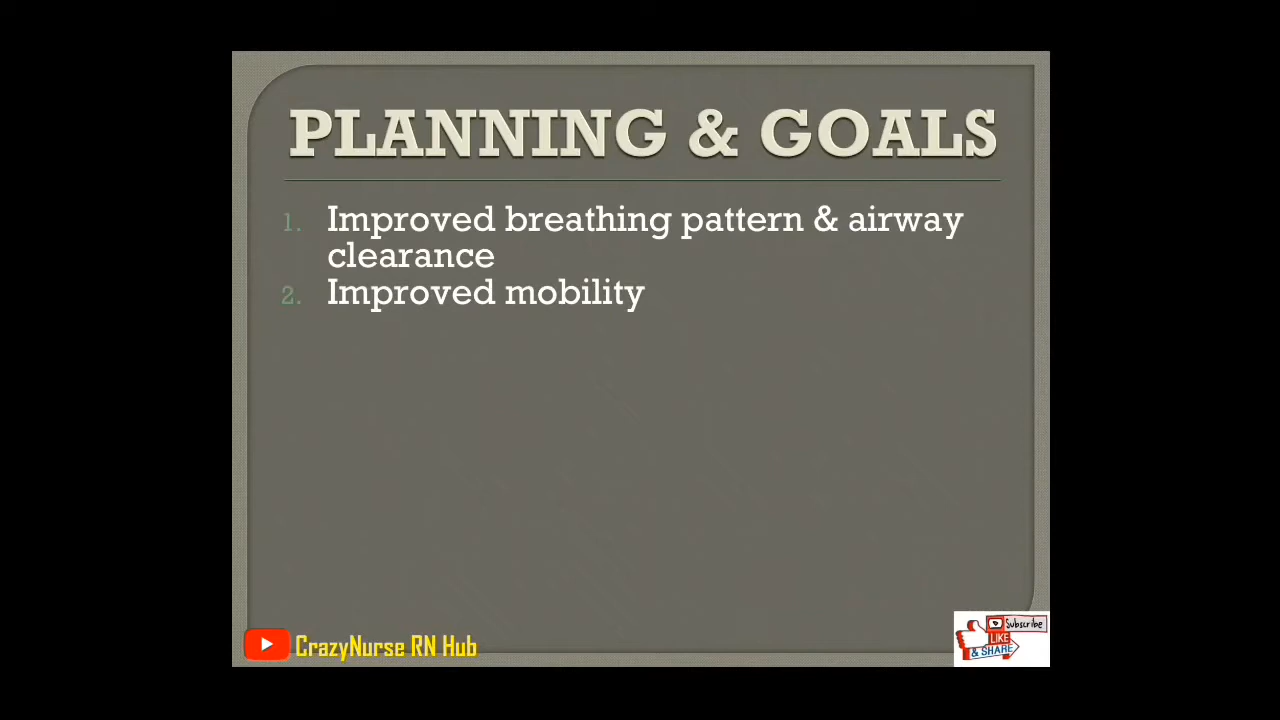 PLANNING & GOALS
1. Improved breathing pattern & airway
clearance
2. Improved mobility
CrazyNurse RN Hub
Subscribe
LIKE
& SHARE